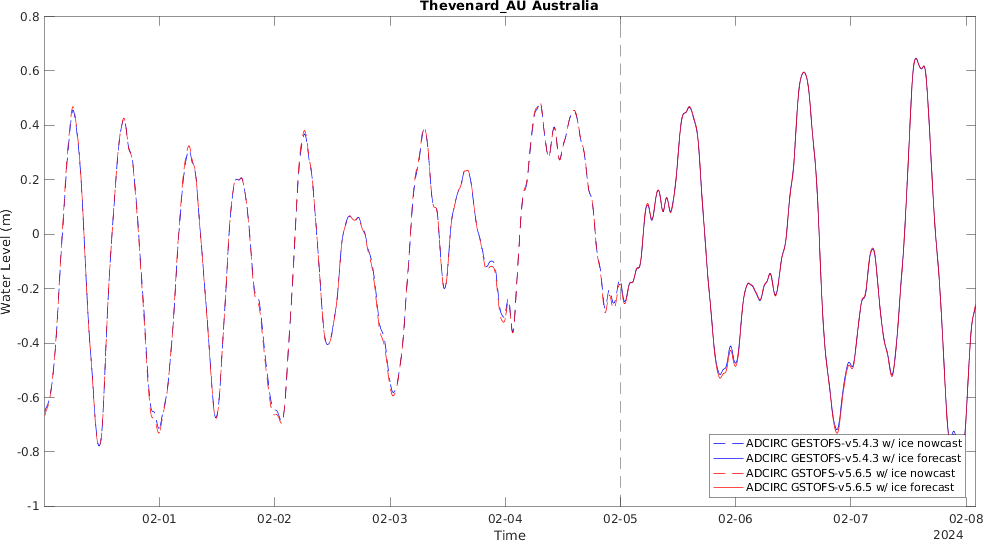 Thevenard_AU Australia
0.8
0.6
0.4
0.2
0
-0.2
-0.4
-0.6
-0.8
-1
Water Level (m)
ADCIRC GESTOFS-v5.4.3 w/ ice nowcast
ADCIRC GESTOFS-v5.4.3 w/ ice forecast
ADCIRC GSTOFS-v5.6.5 w/ ice nowcast
ADCIRC GSTOFS-v5.6.5 w/ ice forecast
02-01 02-02 02-03 02-04 02-05 02-06 02-07 02-08
Time
2024